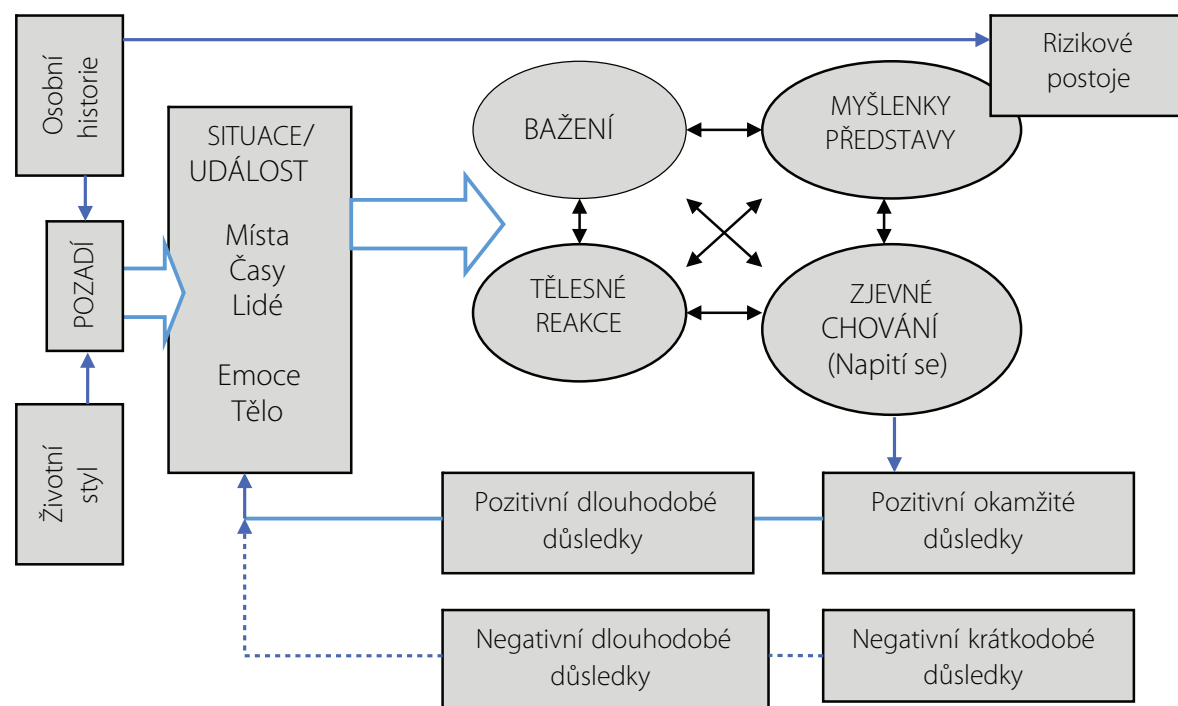 Osobní
historie
POZADÍ
Životní
styl
SITUACE/
UDÁLOST
Místa
Časy
Lidé
Emoce
Tělo
BAŽENÍ
MYŠLENKY
PŘEDSTAVY
Rizikové
postoje
TĚLESNÉ
REAKCE
ZJEVNÉ
CHOVÁNÍ
(Napití se)
Pozitivní dlouhodobé
důsledky
Pozitivní okamžité
důsledky
Negativní dlouhodobé
důsledky
Negativní krátkodobé
důsledky